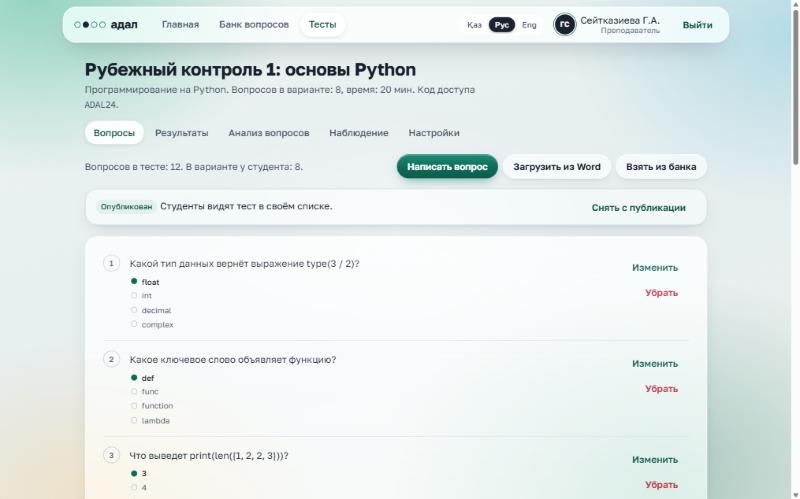 адал Главная Банк вопросов Тесты Қаз Рус Eng ГС Сейтказиева Г.А. Выйти
Преподаватель
Рубежный контроль 1: основы Python
Программирование на Python. Вопросов в варианте: 8, время: 20 мин. Код доступа
ADAL24.
Вопросы Результаты Анализ вопросов Наблюдение Настройки
Вопросов в тесте: 12. В варианте у студента: 8. Написать вопрос Загрузить из Word Взять из банка
Опубликован Студенты видят тест в своём списке. Снять с публикации
1 Какой тип данных вернёт выражение type(3 / 2)? Изменить
float
int Убрать
decimal
complex
2 Какое ключевое слово объявляет функцию? Изменить
def
func Убрать
function
lambda
3 Что выведет print(len({1, 2, 2, 3}))? Изменить
3
4 Убрать